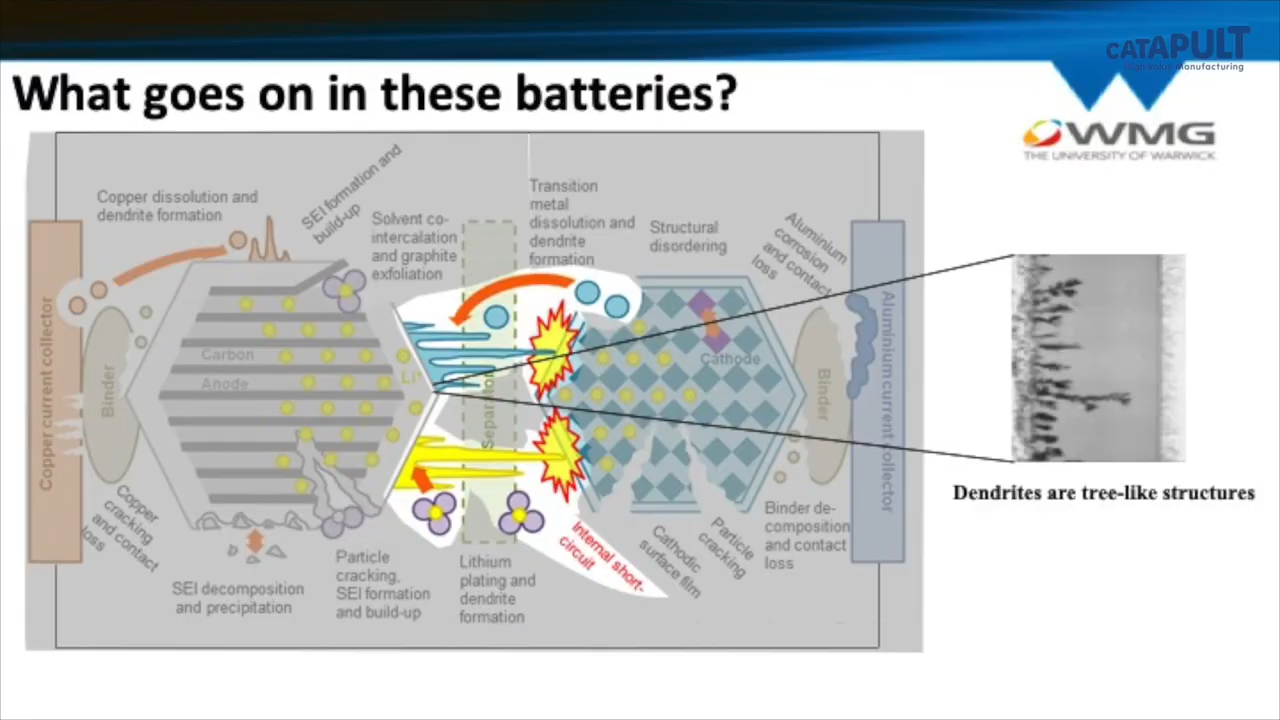 CATAPULT
High Value Manufacturing
What goes on in these batteries?
WMG
THE UNIVERSITY OF WARWICK
Copper dissolution and
dendrite formation
SEI formation and
build-up
Solvent co-
intercalation
and graphite
exfoliation
Transition
metal
dissolution and
dendrite
formation
Structural
disordering
Aluminium
corrosion
and contact
loss
Copper current collector
Binder
Carbon
Anode
Li+
Separator
Cathode
Binder
Aluminium current collector
Copper
cracking
and contact
loss
SEI decomposition
and precipitation
Particle
cracking,
SEI formation
and build-up
Lithium
plating and
dendrite
formation
Internal short-
circuit
Cathodic
surface film
Particle
cracking
Binder de-
composition
and contact
loss
Dendrites are tree-like structures